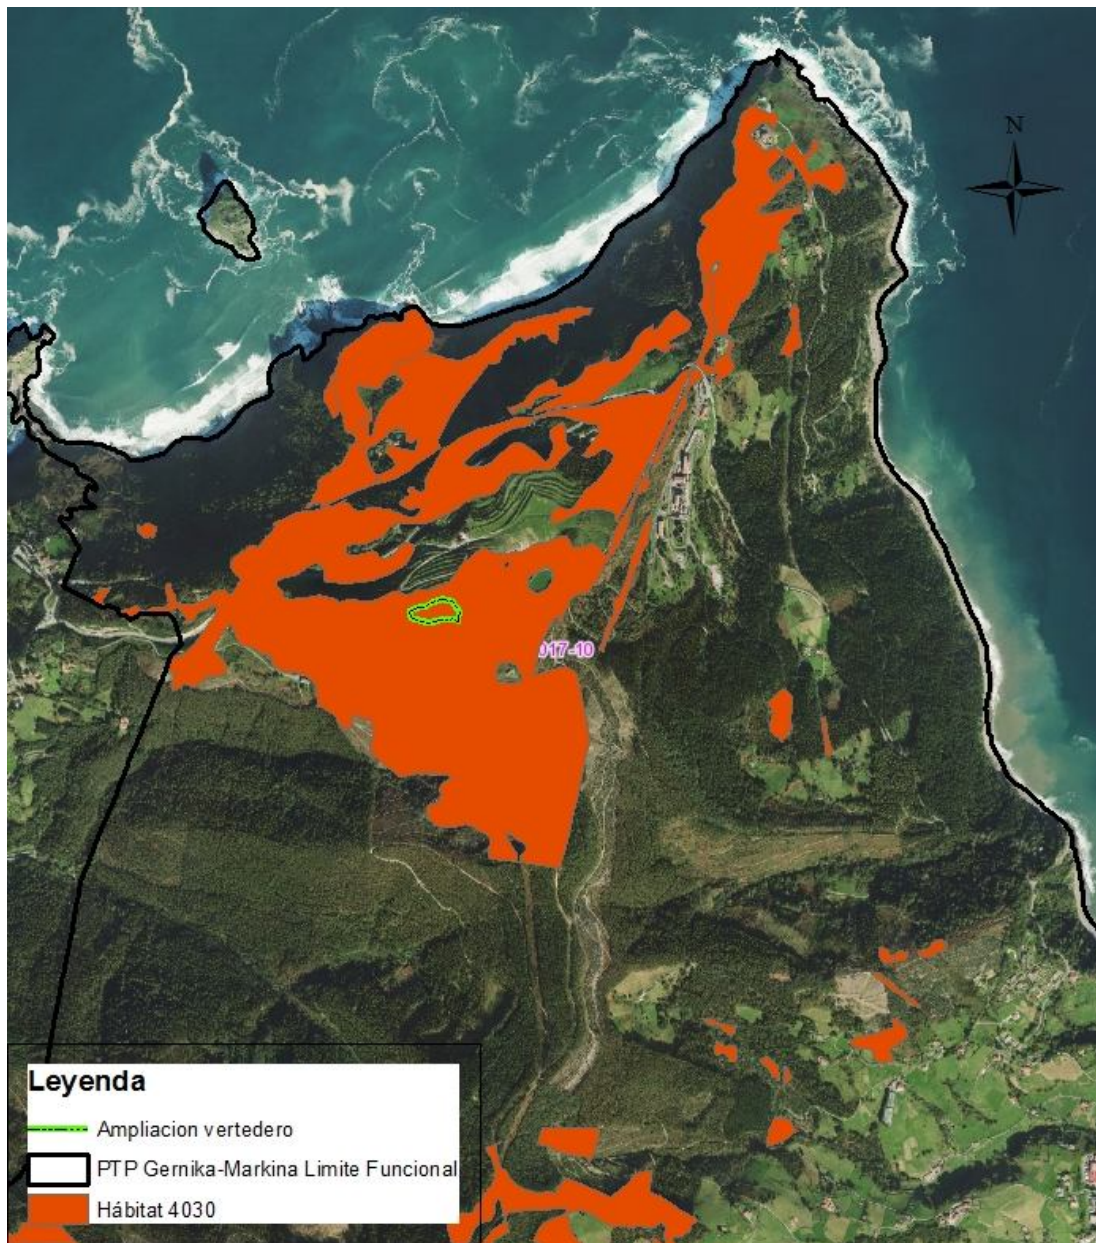 N
017-10
Leyenda
Ampliacion vertedero
PTP Gernika-Markina Limite Funcional
Hábitat 4030